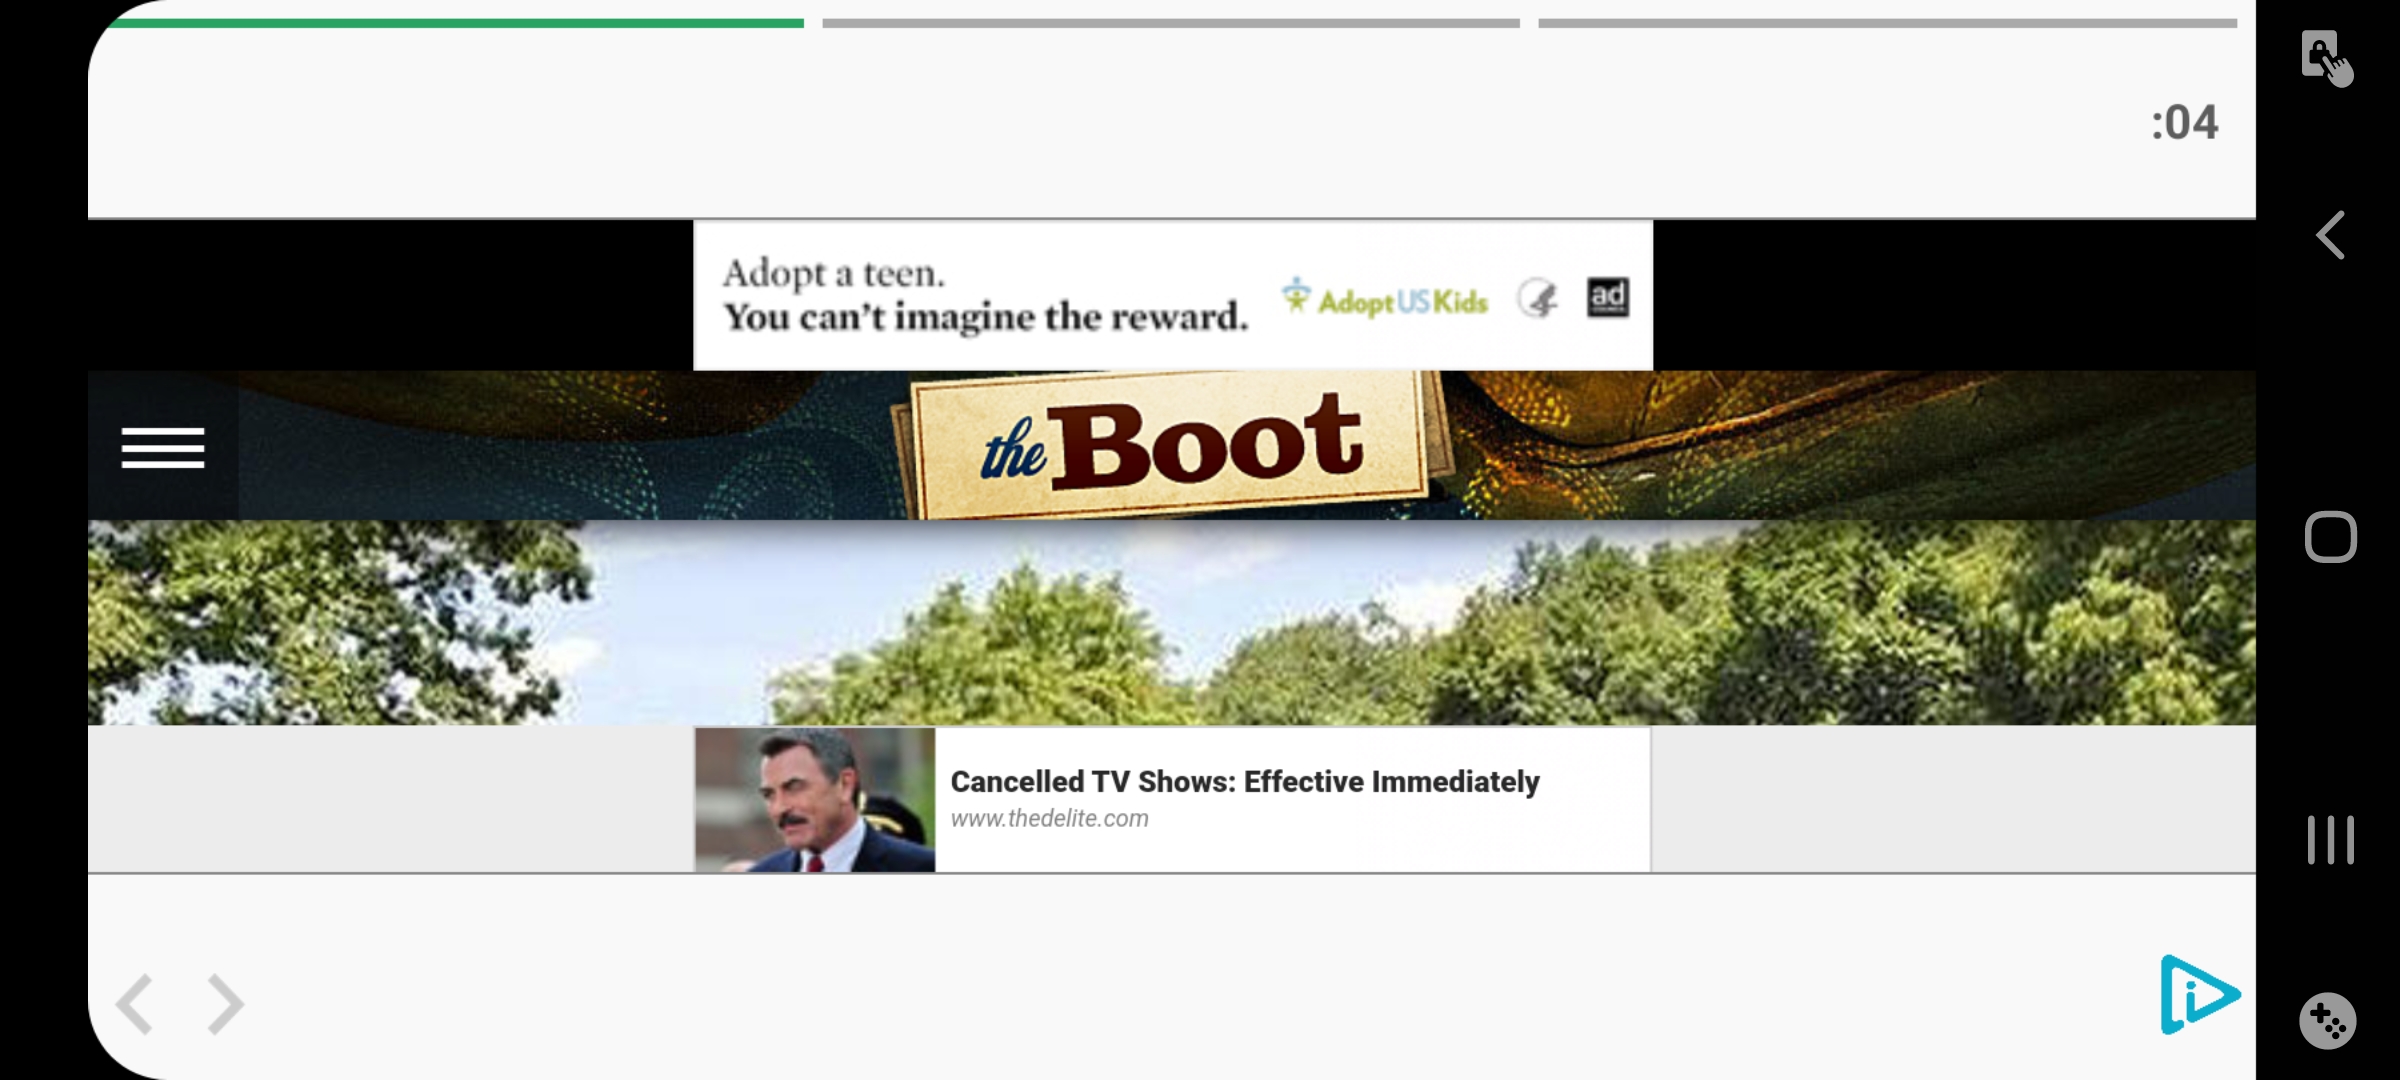 :04
Adopt a teen.
You can't imagine the reward.
AdoptUSKids
ad
the Boot
Cancelled TV Shows: Effective Immediately
www.thedelite.com